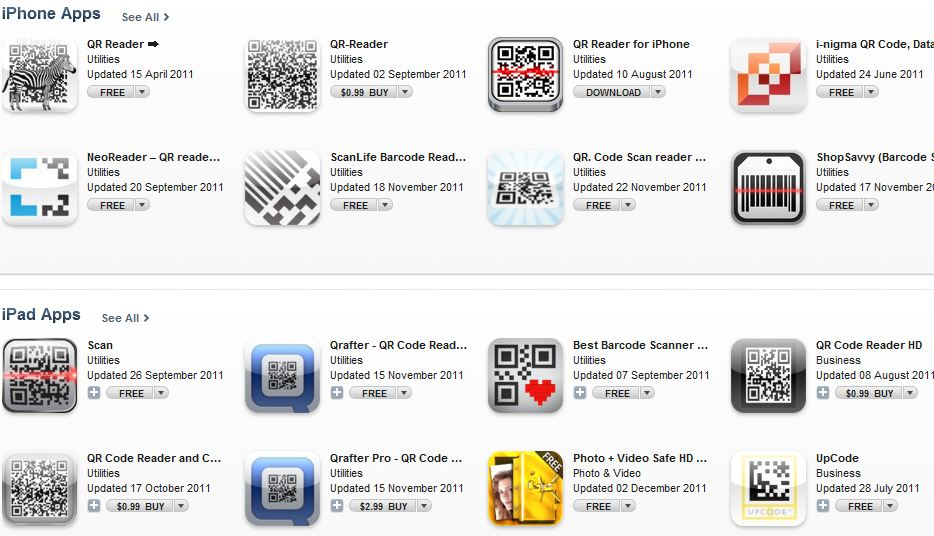 iPhone Apps See All
QR Reader
Utilities
Updated 15 April 2011
FREE
QR-Reader
Utilities
Updated 02 September 2011
$0.99 BUY
QR Reader for iPhone
Utilities
Updated 10 August 2011
DOWNLOAD
i-nigma QR Code, Data
Utilities
Updated 24 June 2011
FREE
NeoReader – QR reade...
Utilities
Updated 20 September 2011
FREE
ScanLife Barcode Read...
Utilities
Updated 18 November 2011
FREE
QR. Code Scan reader ...
Utilities
Updated 22 November 2011
FREE
ShopSavvy (Barcode S
Utilities
Updated 17 November 20
FREE
iPad Apps See All
Scan
Utilities
Updated 26 September 2011
FREE
Qrafter - QR Code Read...
Utilities
Updated 15 November 2011
FREE
Best Barcode Scanner ...
Utilities
Updated 07 September 2011
FREE
QR Code Reader HD
Business
Updated 08 August 2011
$0.99 BUY
QR Code Reader and C...
Utilities
Updated 17 October 2011
$0.99 BUY
Qrafter Pro - QR Code ...
Utilities
Updated 15 November 2011
$2.99 BUY
FREE
Photo + Video Safe HD ...
Photo & Video
Updated 02 December 2011
FREE
UPCODE
UpCode
Business
Updated 28 July 2011
FREE